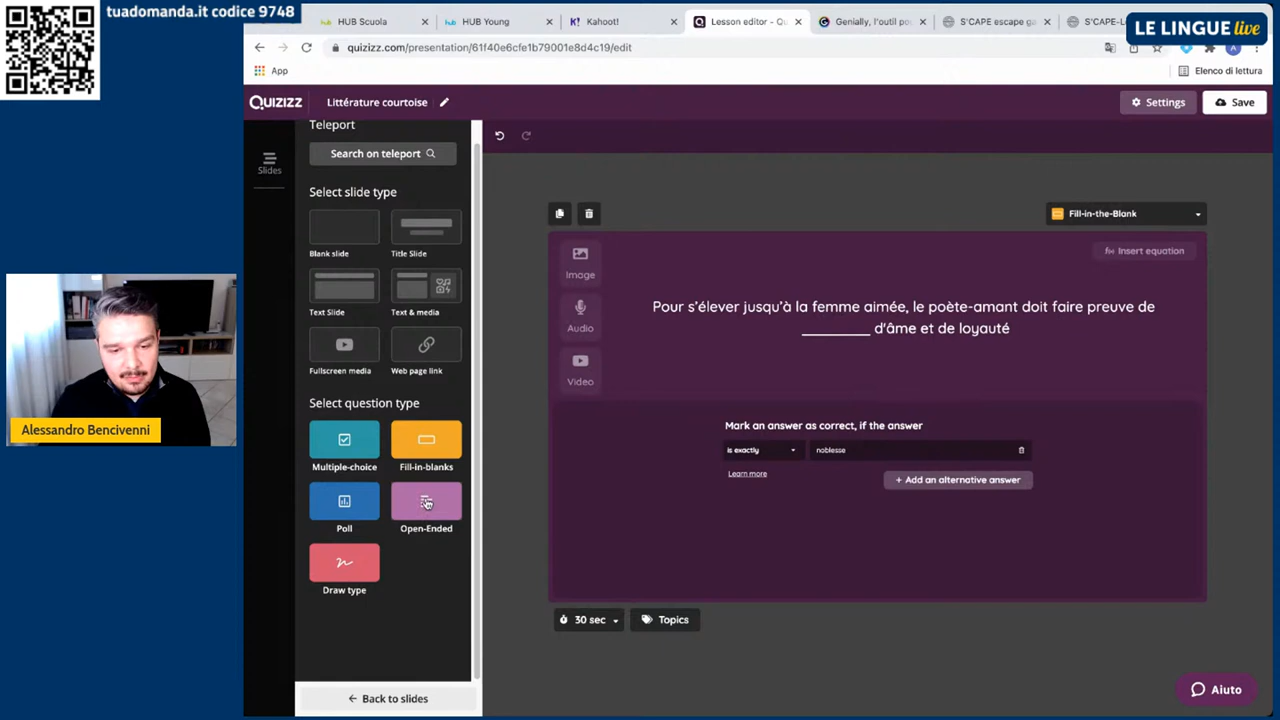 tuadomanda.it codice 9748
HUB Scuola
HUB Young
Kahoot!
Lesson editor - Qu
Genially, l'outil pou
S'CAPE escape ga
S'CAPE-L
LE LINGUE live
quizizz.com/presentation/61f40e6cfe1b79001e8d4c19/edit
App
Elenco di lettura
QUIZIZZ
Littérature courtoise
Settings
Save
Teleport
Search on teleport
Slides
Select slide type
Blank slide
Title Slide
Text Slide
Text & media
Fullscreen media
Web page link
Select question type
Multiple-choice
Fill-in-blanks
Poll
Open-Ended
Draw type
Back to slides
Fill-in-the-Blank
Image
Audio
Video
fx Insert equation
Pour s'élever jusqu'à la femme aimée, le poète-amant doit faire preuve de
_________ d'âme et de loyauté
Mark an answer as correct, if the answer
is exactly
noblesse
Learn more
+ Add an alternative answer
30 sec
Topics
Aiuto
Alessandro Bencivenni